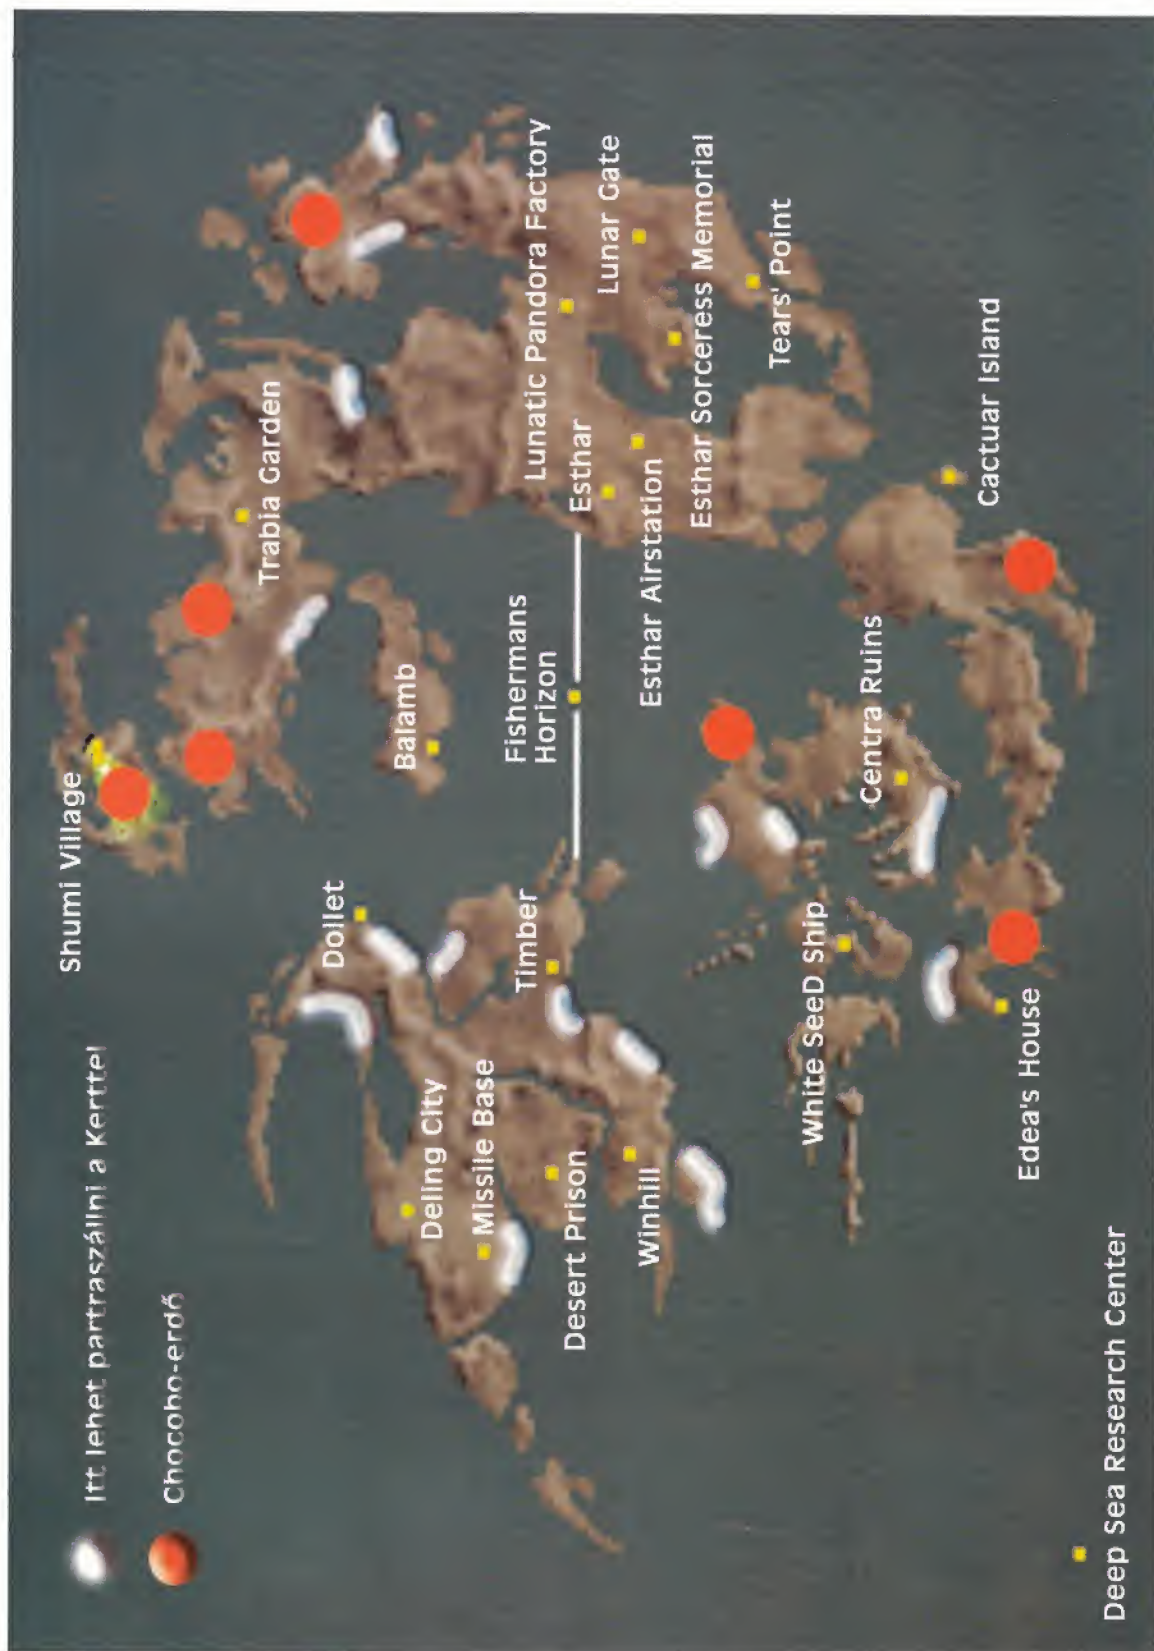 Itt lehet partraszállni a Kerttel
Chocobo-erdő
Shumi Village
Trabia Garden
Dollet
Balamb
Deling City
Missile Base
Timber
Fishermans
Horizon
Esthar
Lunatic Pandora Factory
Lunar Gate
Desert Prison
Winhill
Esthar Airstation
Esthar Sorceress Memorial
Tears' Point
White SeeD Ship
Centra Ruins
Cactuar Island
Edea's House
Deep Sea Research Center